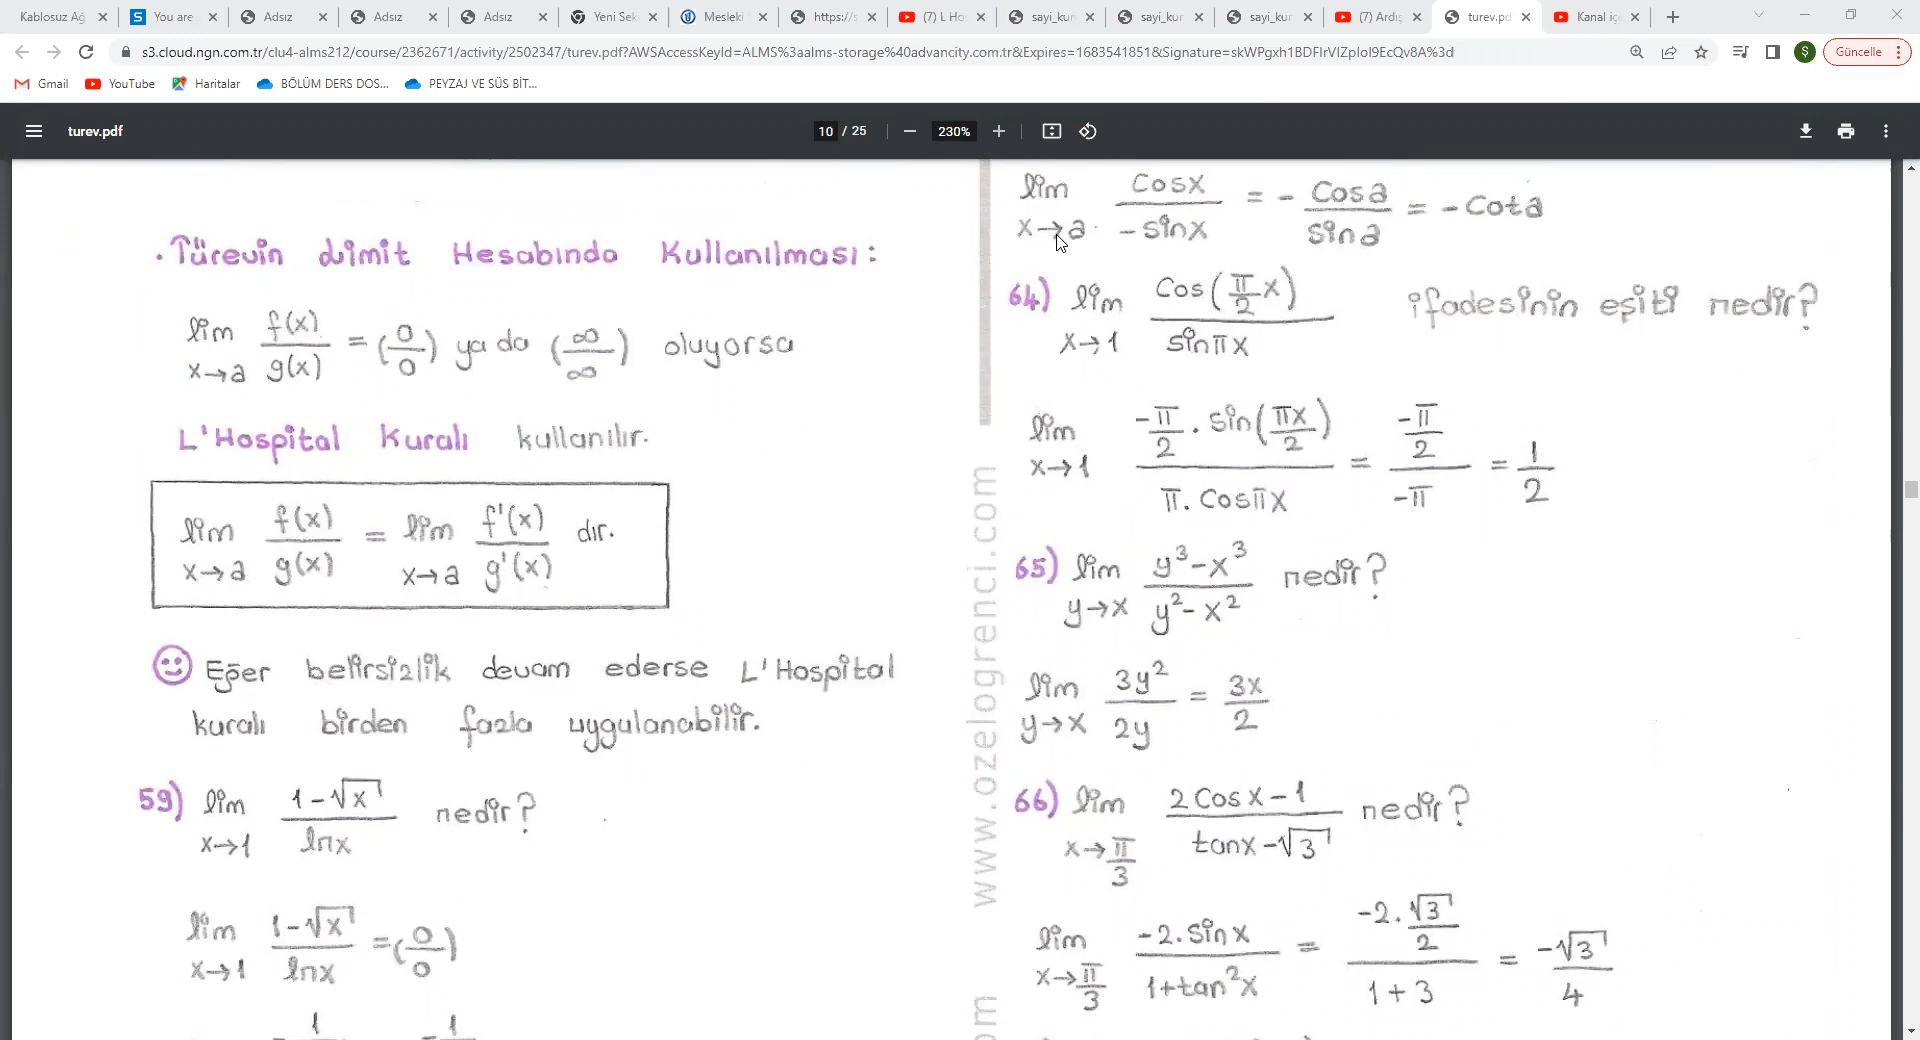 Kablosuz Ağ
You are
Adsız
Adsız
Adsız
Yeni Sek
Mesleki
https://s
(7) L Ho
sayi_kur
sayi_kur
sayi_kur
(7) Ardış
turev.pd
Kanal iç
s3.cloud.ngn.com.tr/clu4-alms212/course/2362671/activity/2502347/turev.pdf?AWSAccessKeyId=ALMS%3aalms-storage%40advancity.com.tr&Expires=1683541851&Signature=skWPgxh1BDFIrVIZpIoI9EcQv8A%3d
Ş
Güncelle
Gmail
YouTube
Haritalar
BÖLÜM DERS DOS...
PEYZAJ VE SÜS BİT...
turev.pdf
10 / 25
230%
. Türevin Limit Hesabında Kullanılması:
lim x→a f(x)/g(x) = (0/0) ya da (∞/∞) oluyorsa
L'Hospital Kuralı kullanılır.
lim x→a f(x)/g(x) = lim x→a f'(x)/g'(x) dır.
Eğer belirsizlik devam ederse L'Hospital
kuralı birden fazla uygulanabilir.
59) lim x→1 (1-√x)/lnx nedir?
lim x→1 (1-√x)/lnx = (0/0)
lim x→a cosx/-sinx = - cosa/sina = -cota
64) lim x→1 cos(π/2 x)/sinπx ifadesinin eşiti nedir?
lim x→1 (-π/2 . sin(πx/2))/(π.cosπx) = (-π/2)/(-π) = 1/2
65) lim y→x (y³-x³)/(y²-x²) nedir?
lim y→x 3y²/2y = 3x/2
66) lim x→π/3 (2cosx-1)/(tanx-√3) nedir?
lim x→π/3 (-2.sinx)/(1+tan²x) = (-2.√3/2)/(1+3) = -√3/4
www.ozelogrenci.com
om